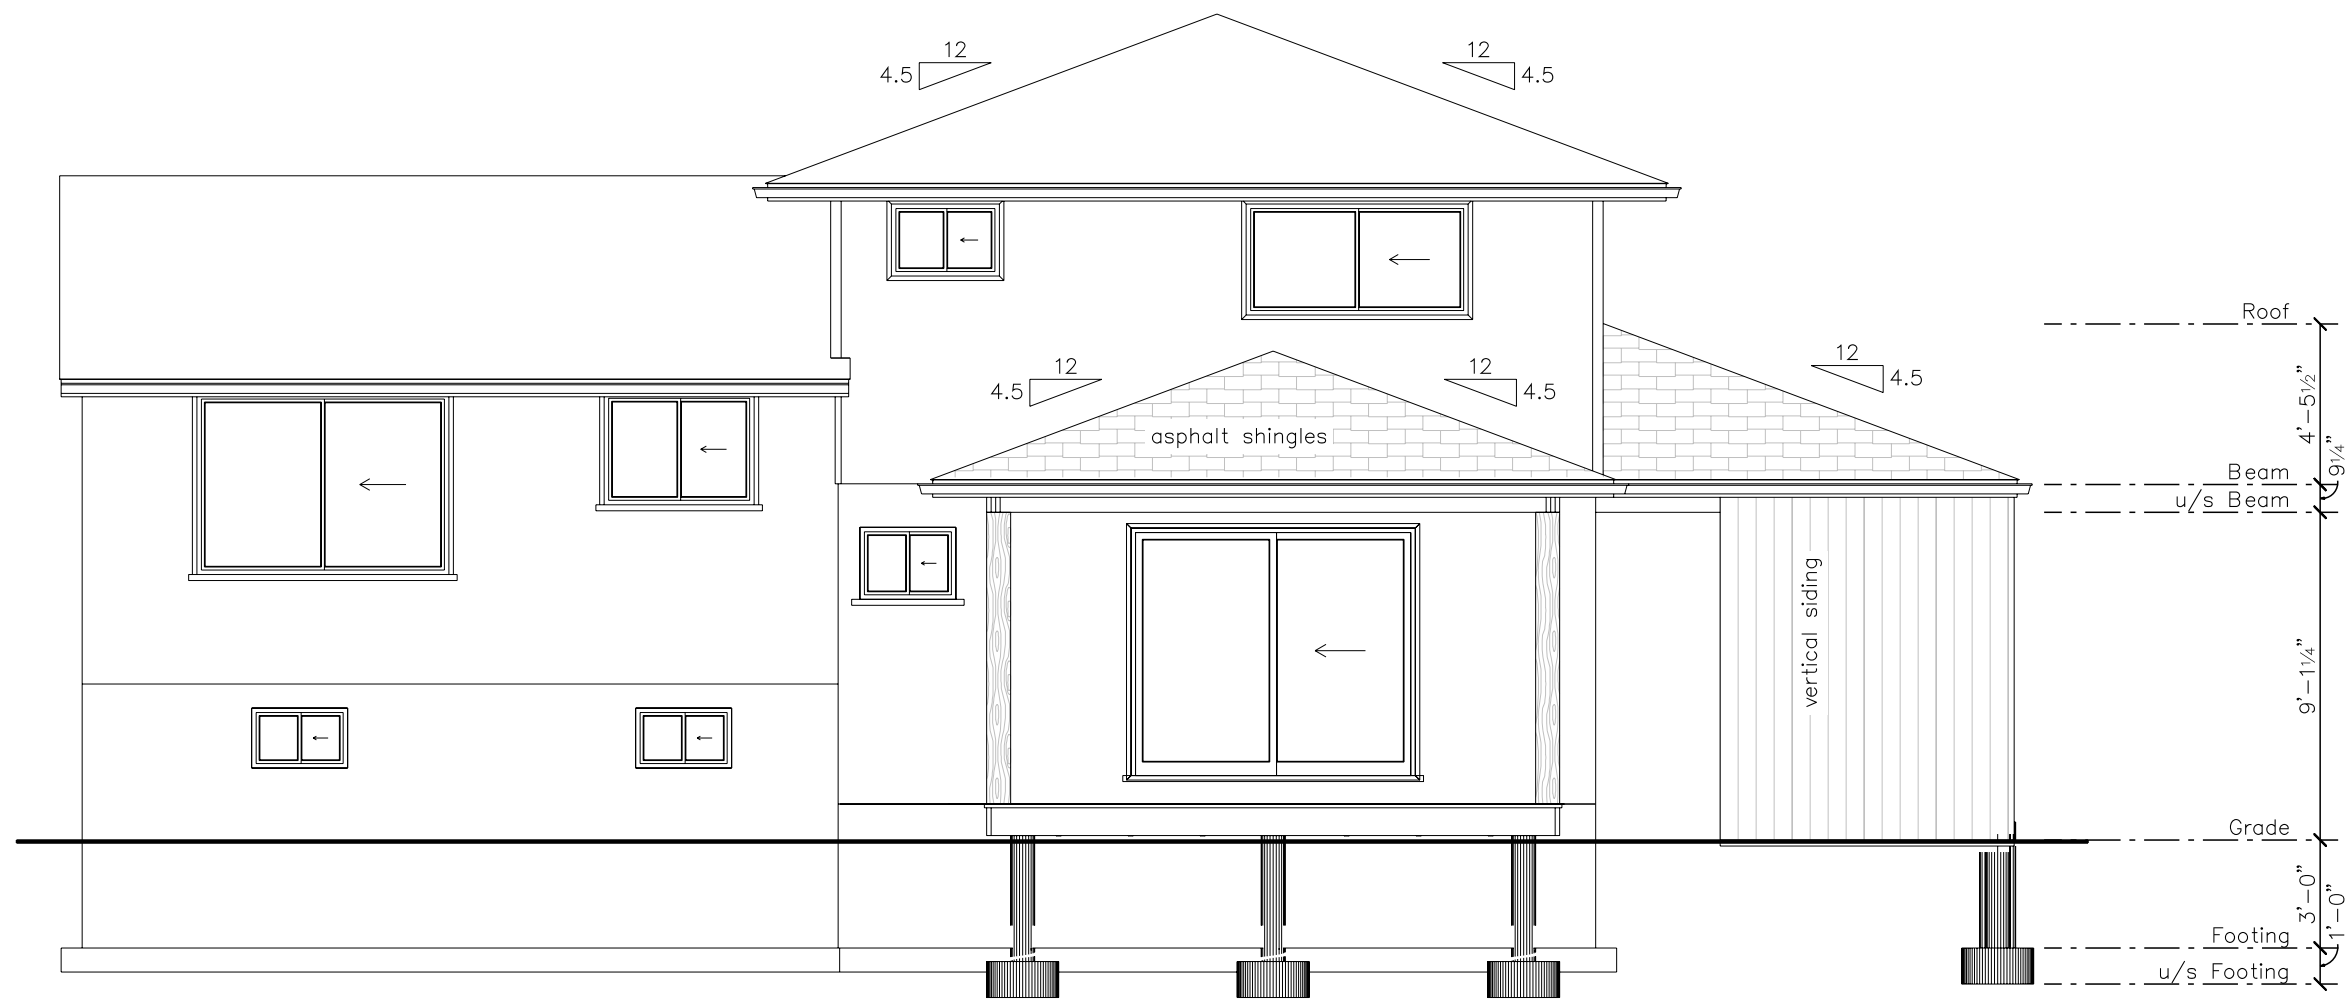 12
4.5
12
4.5
Roof
12
4.5
12
4.5
12
4.5
4'-5½"
asphalt shingles
9¼"
Beam
u/s Beam
vertical siding
9'-1¼"
Grade
3'-0"
1'-0"
Footing
u/s Footing